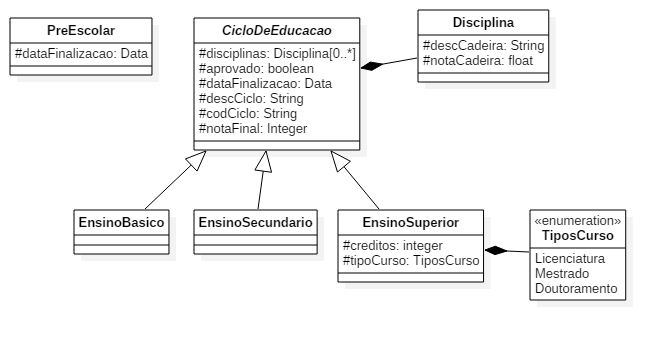 PreEscolar
#dataFinalizacao: Data
CicloDeEducacao
#disciplinas: Disciplina[0..*]
#aprovado: boolean
#dataFinalizacao: Data
#descCiclo: String
#codCiclo: String
#notaFinal: Integer
Disciplina
#descCadeira: String
#notaCadeira: float
EnsinoBasico
EnsinoSecundario
EnsinoSuperior
#creditos: integer
#tipoCurso: TiposCurso
«enumeration»
TiposCurso
Licenciatura
Mestrado
Doutoramento